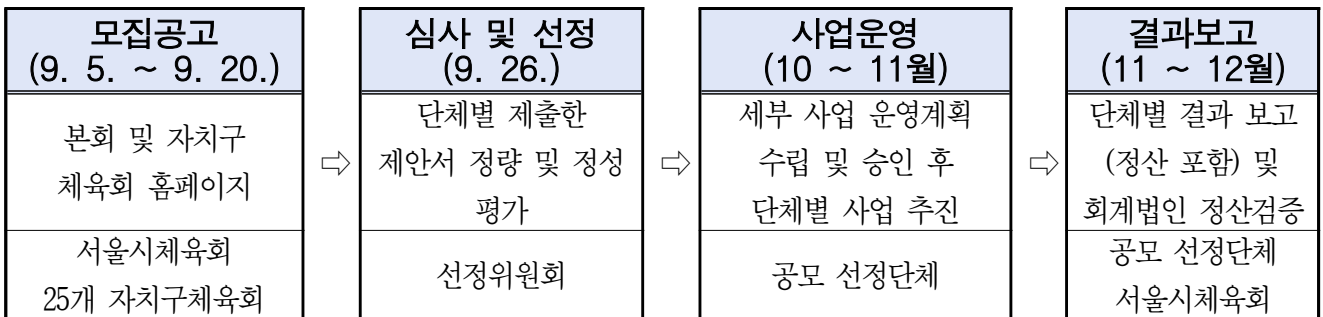 모집공고
(9. 5. ~ 9. 20.)
본회 및 자치구
체육회 홈페이지
서울시체육회
25개 자치구체육회
⇨
심사 및 선정
(9. 26.)
단체별 제출한
제안서 정량 및 정성
평가
선정위원회
⇨
사업운영
(10 ~ 11월)
세부 사업 운영계획
수립 및 승인 후
단체별 사업 추진
공모 선정단체
⇨
결과보고
(11 ~ 12월)
단체별 결과 보고
(정산 포함) 및
회계법인 정산검증
공모 선정단체
서울시체육회